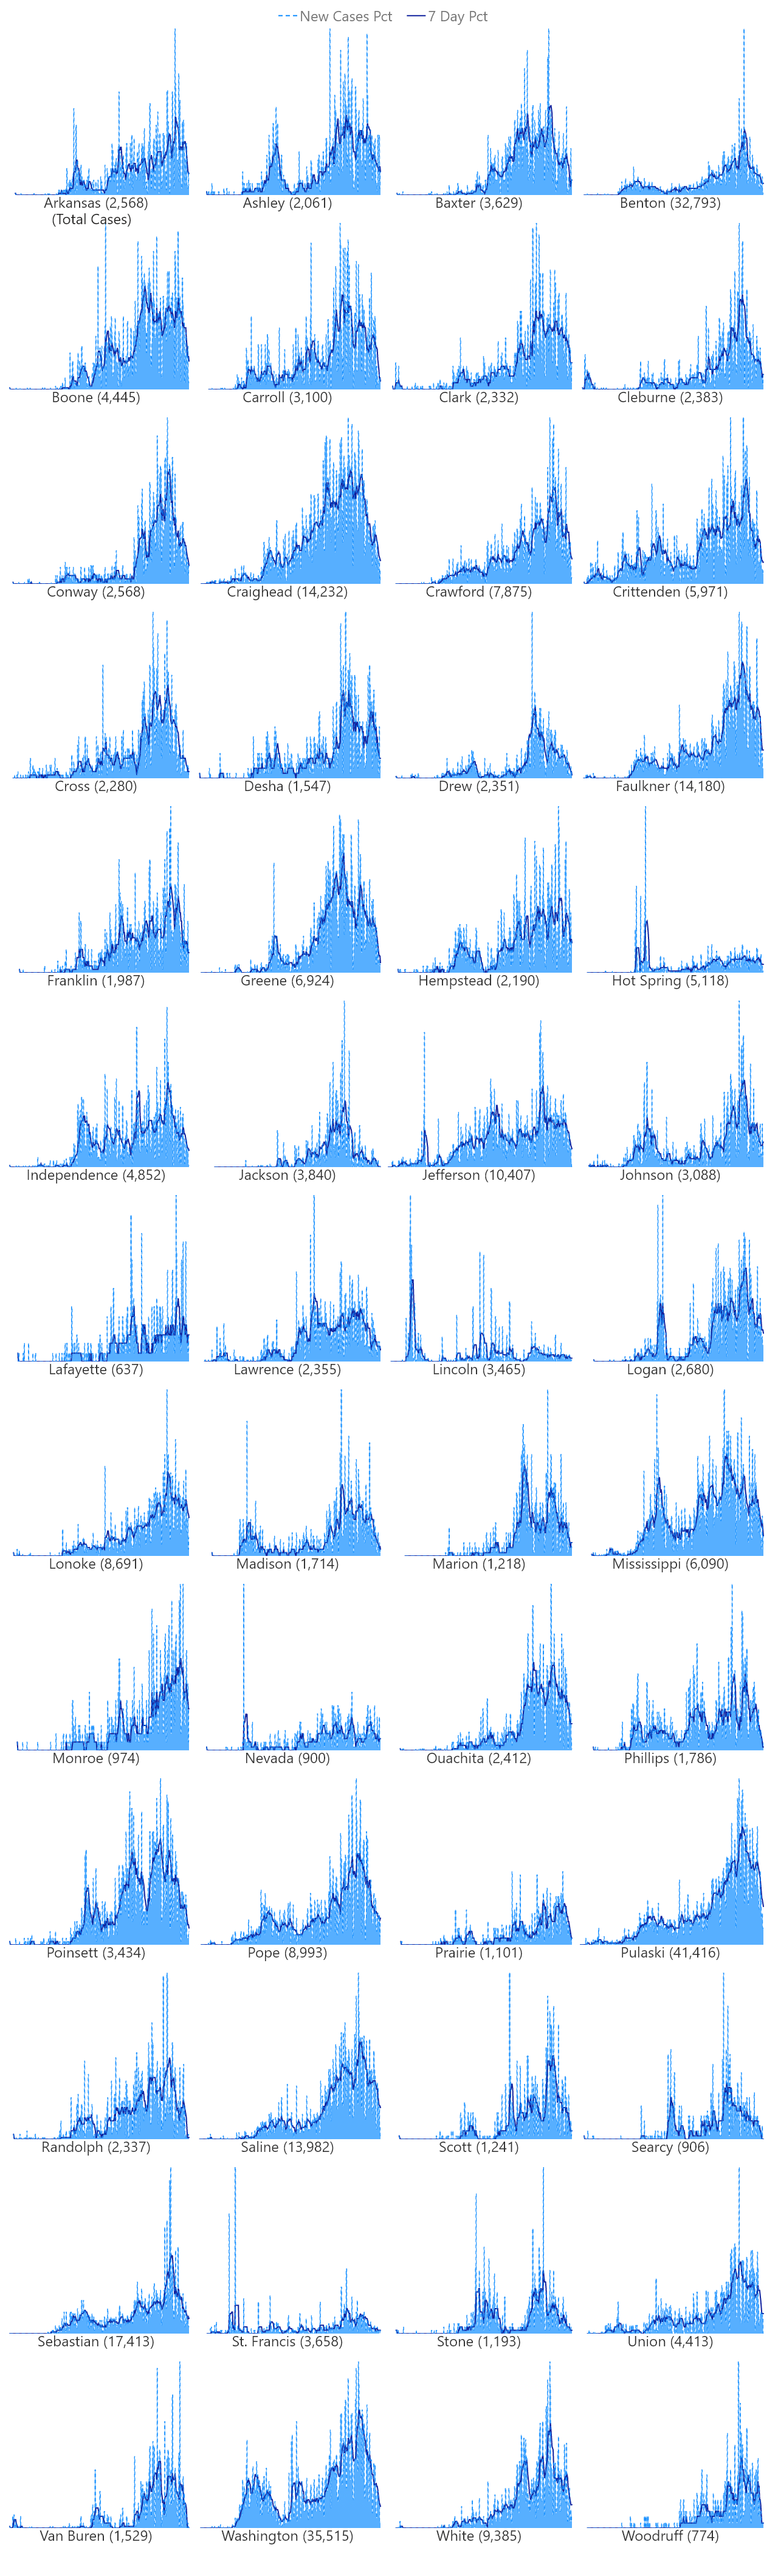 New Cases Pct 7 Day Pct
Arkansas (2,568) Ashley (2,061) Baxter (3,629) Benton (32,793)
(Total Cases)
Boone (4,445) Carroll (3,100) Clark (2,332) Cleburne (2,383)
Conway (2,568) Craighead (14,232) Crawford (7,875) Crittenden (5,971)
Cross (2,280) Desha (1,547) Drew (2,351) Faulkner (14,180)
Franklin (1,987) Greene (6,924) Hempstead (2,190) Hot Spring (5,118)
Independence (4,852) Jackson (3,840) Jefferson (10,407) Johnson (3,088)
Lafayette (637) Lawrence (2,355) Lincoln (3,465) Logan (2,680)
Lonoke (8,691) Madison (1,714) Marion (1,218) Mississippi (6,090)
Monroe (974) Nevada (900) Ouachita (2,412) Phillips (1,786)
Poinsett (3,434) Pope (8,993) Prairie (1,101) Pulaski (41,416)
Randolph (2,337) Saline (13,982) Scott (1,241) Searcy (906)
Sebastian (17,413) St. Francis (3,658) Stone (1,193) Union (4,413)
Van Buren (1,529) Washington (35,515) White (9,385) Woodruff (774)